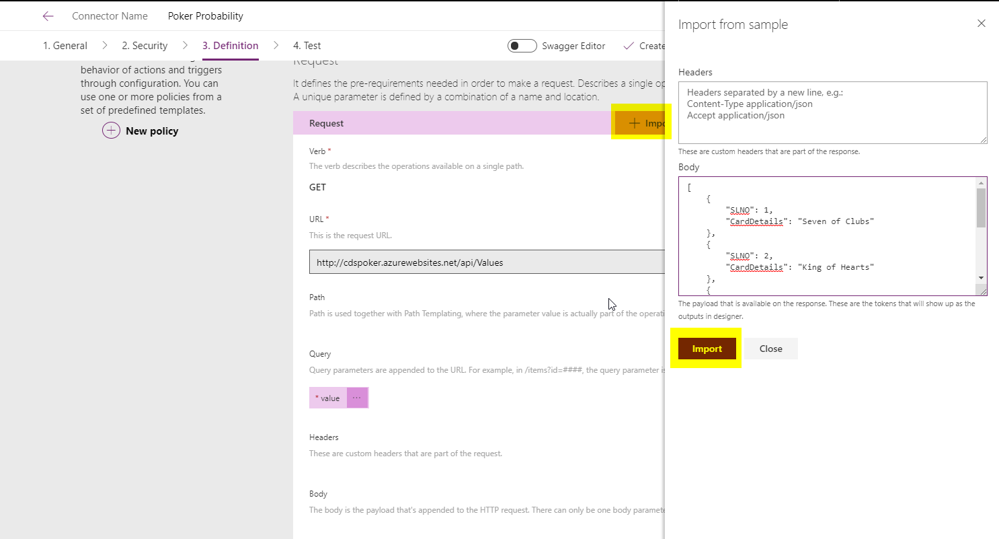 Connector Name Poker Probability
1. General 2. Security 3. Definition 4. Test Swagger Editor Create
behavior of actions and triggers
through configuration. You can
use one or more policies from a
set of predefined templates.
New policy
Request
It defines the pre-requirements needed in order to make a request. Describes a single
A unique parameter is defined by a combination of a name and location.
Request
Verb *
The verb describes the operations available on a single path.
GET
URL *
This is the request URL.
http://cdspoker.azurewebsites.net/api/Values
Path
Path is used together with Path Templating, where the parameter value is actually part of the
Query
Query parameters are appended to the URL. For example, in /items?id=####, the query parameter is
* value ...
Headers
These are custom headers that are part of the request.
Body
The body is the payload that's appended to the HTTP request. There can only be one body
Import from sample
Headers
Headers separated by a new line, e.g.:
Content-Type application/json
Accept application/json
These are custom headers that are part of the response.
Body
[
{
"SLNO": 1,
"CardDetails": "Seven of Clubs"
},
{
"SLNO": 2,
"CardDetails": "King of Hearts"
},
{
The payload that is available on the response. These are the tokens that will show up as the
outputs in designer.
Import Close